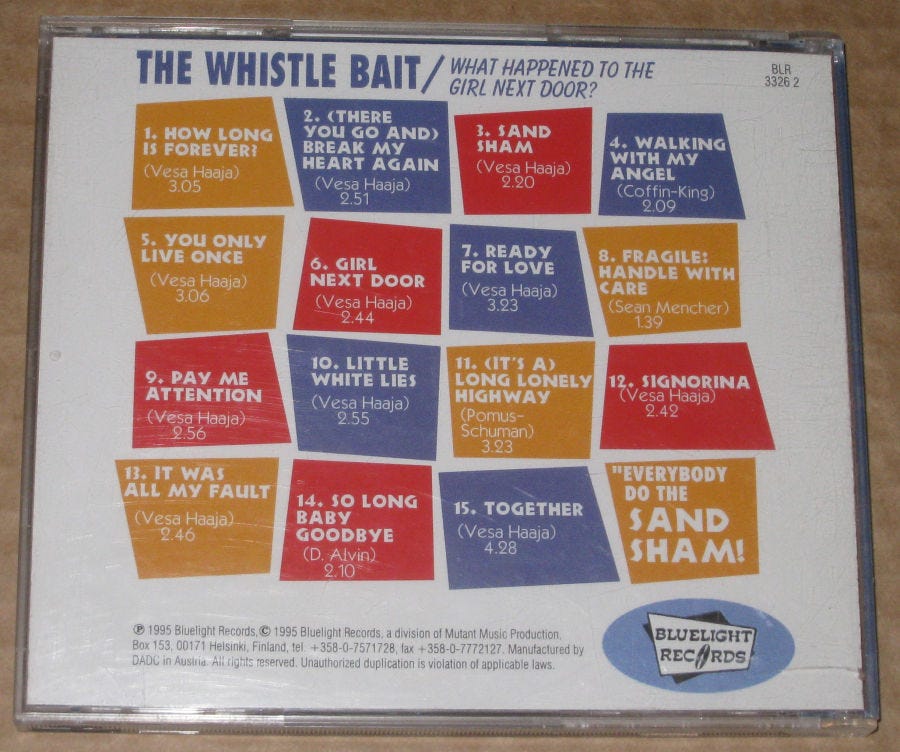 THE WHISTLE BAIT/ WHAT HAPPENED TO THE
GIRL NEXT DOOR?
BLR
3326 2
1. HOW LONG
IS FOREVER?
(Vesa Haaja)
3.05
2. (THERE
YOU GO AND)
BREAK MY
HEART AGAIN
(Vesa Haaja)
2.51
3. SAND
SHAM
(Vesa Haaja)
2.20
4. WALKING
WITH MY
ANGEL
(Coffin-King)
2.09
5. YOU ONLY
LIVE ONCE
(Vesa Haaja)
3.06
6. GIRL
NEXT DOOR
(Vesa Haaja)
2.44
7. READY
FOR LOVE
(Vesa Haaja)
3.23
8. FRAGILE:
HANDLE WITH
CARE
(Sean Mencher)
1.39
9. PAY ME
ATTENTION
(Vesa Haaja)
2.56
10. LITTLE
WHITE LIES
(Vesa Haaja)
2.55
11. (IT'S A)
LONG LONELY
HIGHWAY
(Pomus-
Schuman)
3.23
12. SIGNORINA
(Vesa Haaja)
2.42
13. IT WAS
ALL MY FAULT
(Vesa Haaja)
2.46
14. SO LONG
BABY
GOODBYE
(D. Alvin)
2.10
15. TOGETHER
(Vesa Haaja)
4.28
"EVERYBODY
DO THE
SAND
SHAM!
℗ 1995 Bluelight Records, © 1995 Bluelight Records, a division of Mutant Music Production,
Box 153, 00171 Helsinki, Finland, tel. +358-0-7571728, fax +358-0-7772127. Manufactured by
DADC in Austria. All rights reserved. Unauthorized duplication is violation of applicable laws.
BLUELIGHT
RECORDS